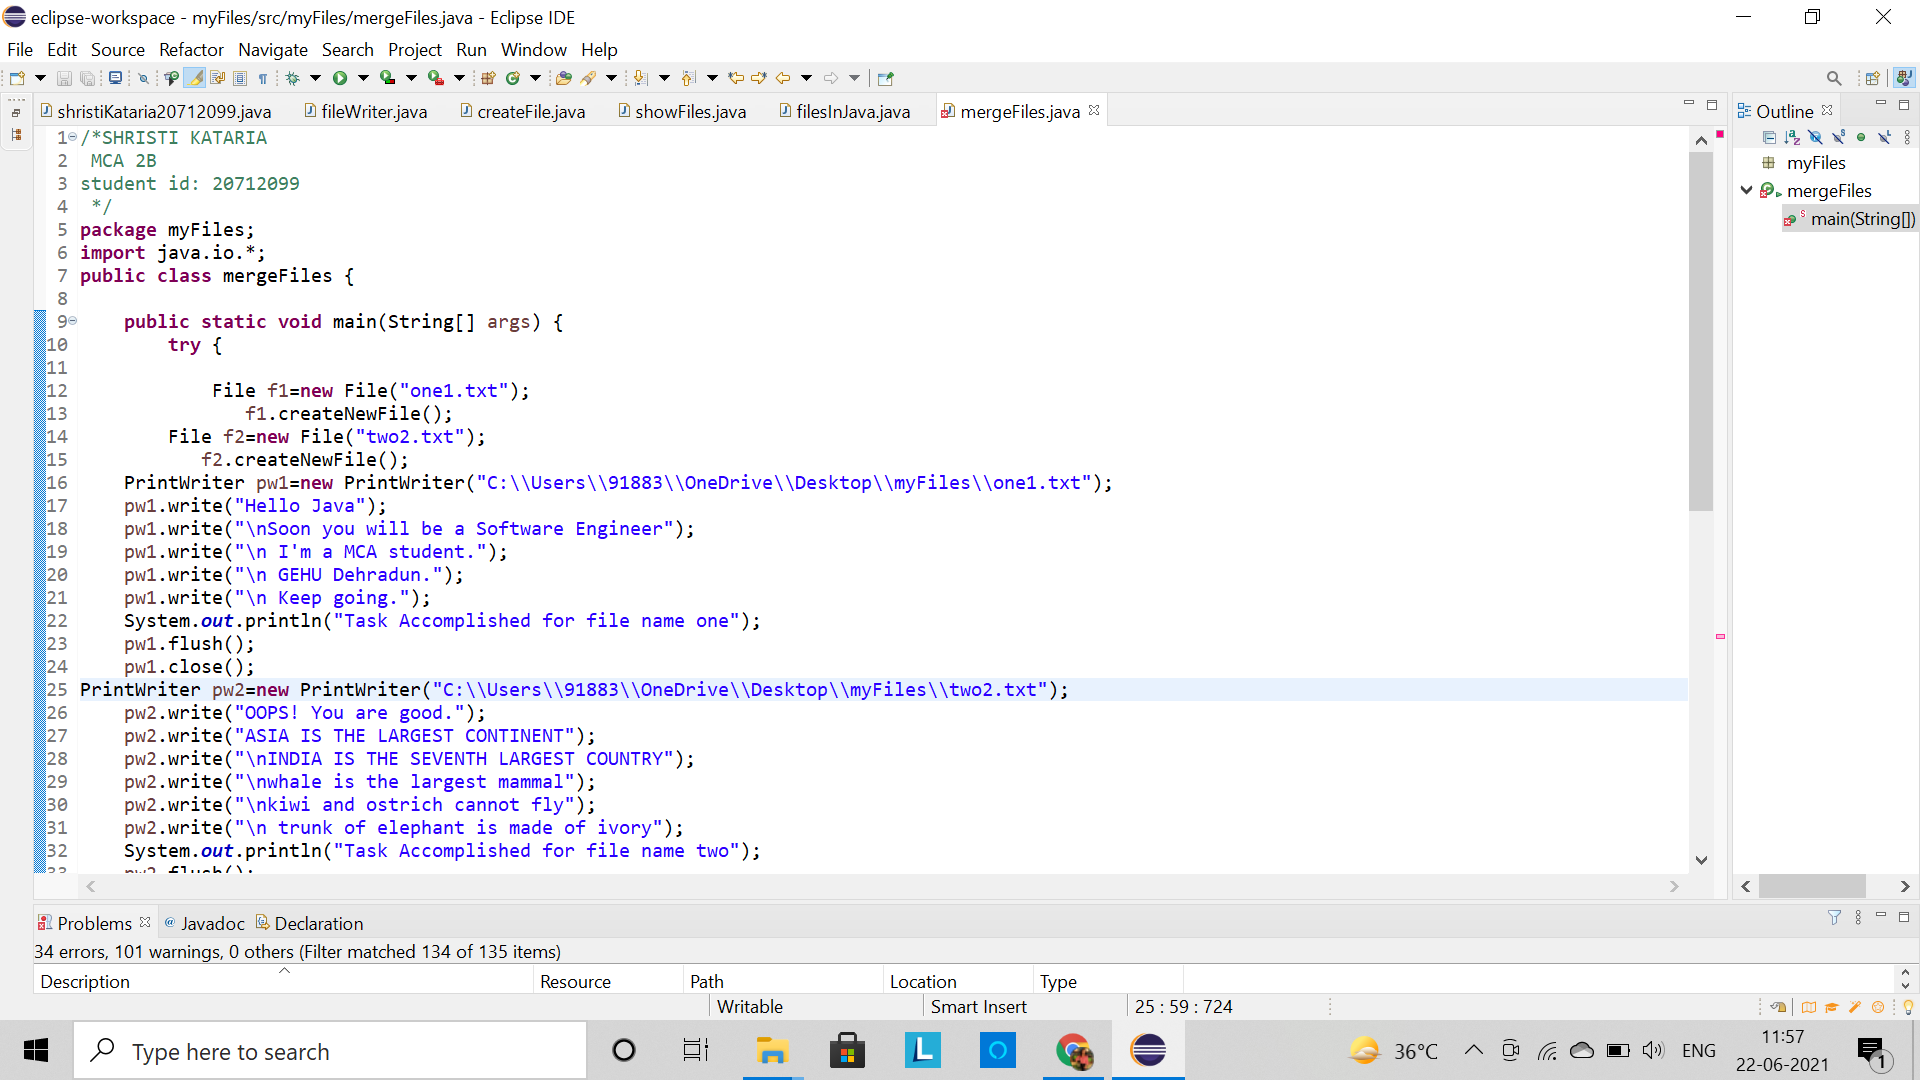 eclipse-workspace - myFiles/src/myFiles/mergeFiles.java - Eclipse IDE
File Edit Source Refactor Navigate Search Project Run Window Help
shristiKataria20712099.java fileWriter.java createFile.java showFiles.java filesInJava.java mergeFiles.java
1 /*SHRISTI KATARIA
2 MCA 2B
3 student id: 20712099
4 */
5 package myFiles;
6 import java.io.*;
7 public class mergeFiles {
8
9 public static void main(String[] args) {
10 try {
11
12 File f1=new File("one1.txt");
13 f1.createNewFile();
14 File f2=new File("two2.txt");
15 f2.createNewFile();
16 PrintWriter pw1=new PrintWriter("C:\\Users\\91883\\OneDrive\\Desktop\\myFiles\\one1.txt");
17 pw1.write("Hello Java");
18 pw1.write("\nSoon you will be a Software Engineer");
19 pw1.write("\n I'm a MCA student.");
20 pw1.write("\n GEHU Dehradun.");
21 pw1.write("\n Keep going.");
22 System.out.println("Task Accomplished for file name one");
23 pw1.flush();
24 pw1.close();
25 PrintWriter pw2=new PrintWriter("C:\\Users\\91883\\OneDrive\\Desktop\\myFiles\\two2.txt");
26 pw2.write("OOPS! You are good.");
27 pw2.write("ASIA IS THE LARGEST CONTINENT");
28 pw2.write("\nINDIA IS THE SEVENTH LARGEST COUNTRY");
29 pw2.write("\nwhale is the largest mammal");
30 pw2.write("\nkiwi and ostrich cannot fly");
31 pw2.write("\n trunk of elephant is made of ivory");
32 System.out.println("Task Accomplished for file name two");
33 pw2.flush();
Outline
myFiles
mergeFiles
main(String[])
Problems Javadoc Declaration
34 errors, 101 warnings, 0 others (Filter matched 134 of 135 items)
Description Resource Path Location Type
Writable Smart Insert 25 : 59 : 724
Type here to search
36°C ENG
11:57
22-06-2021
1